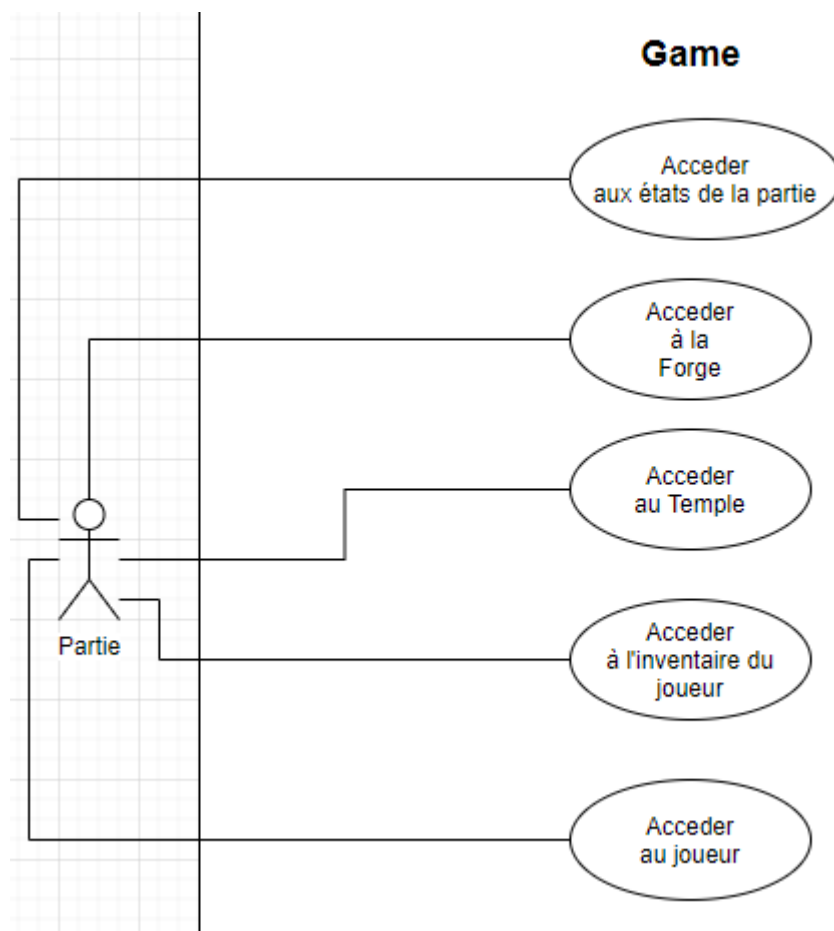 Game
Acceder
aux états de la partie
Acceder
à la
Forge
Acceder
au Temple
Partie
Acceder
à l'inventaire du
joueur
Acceder
au joueur